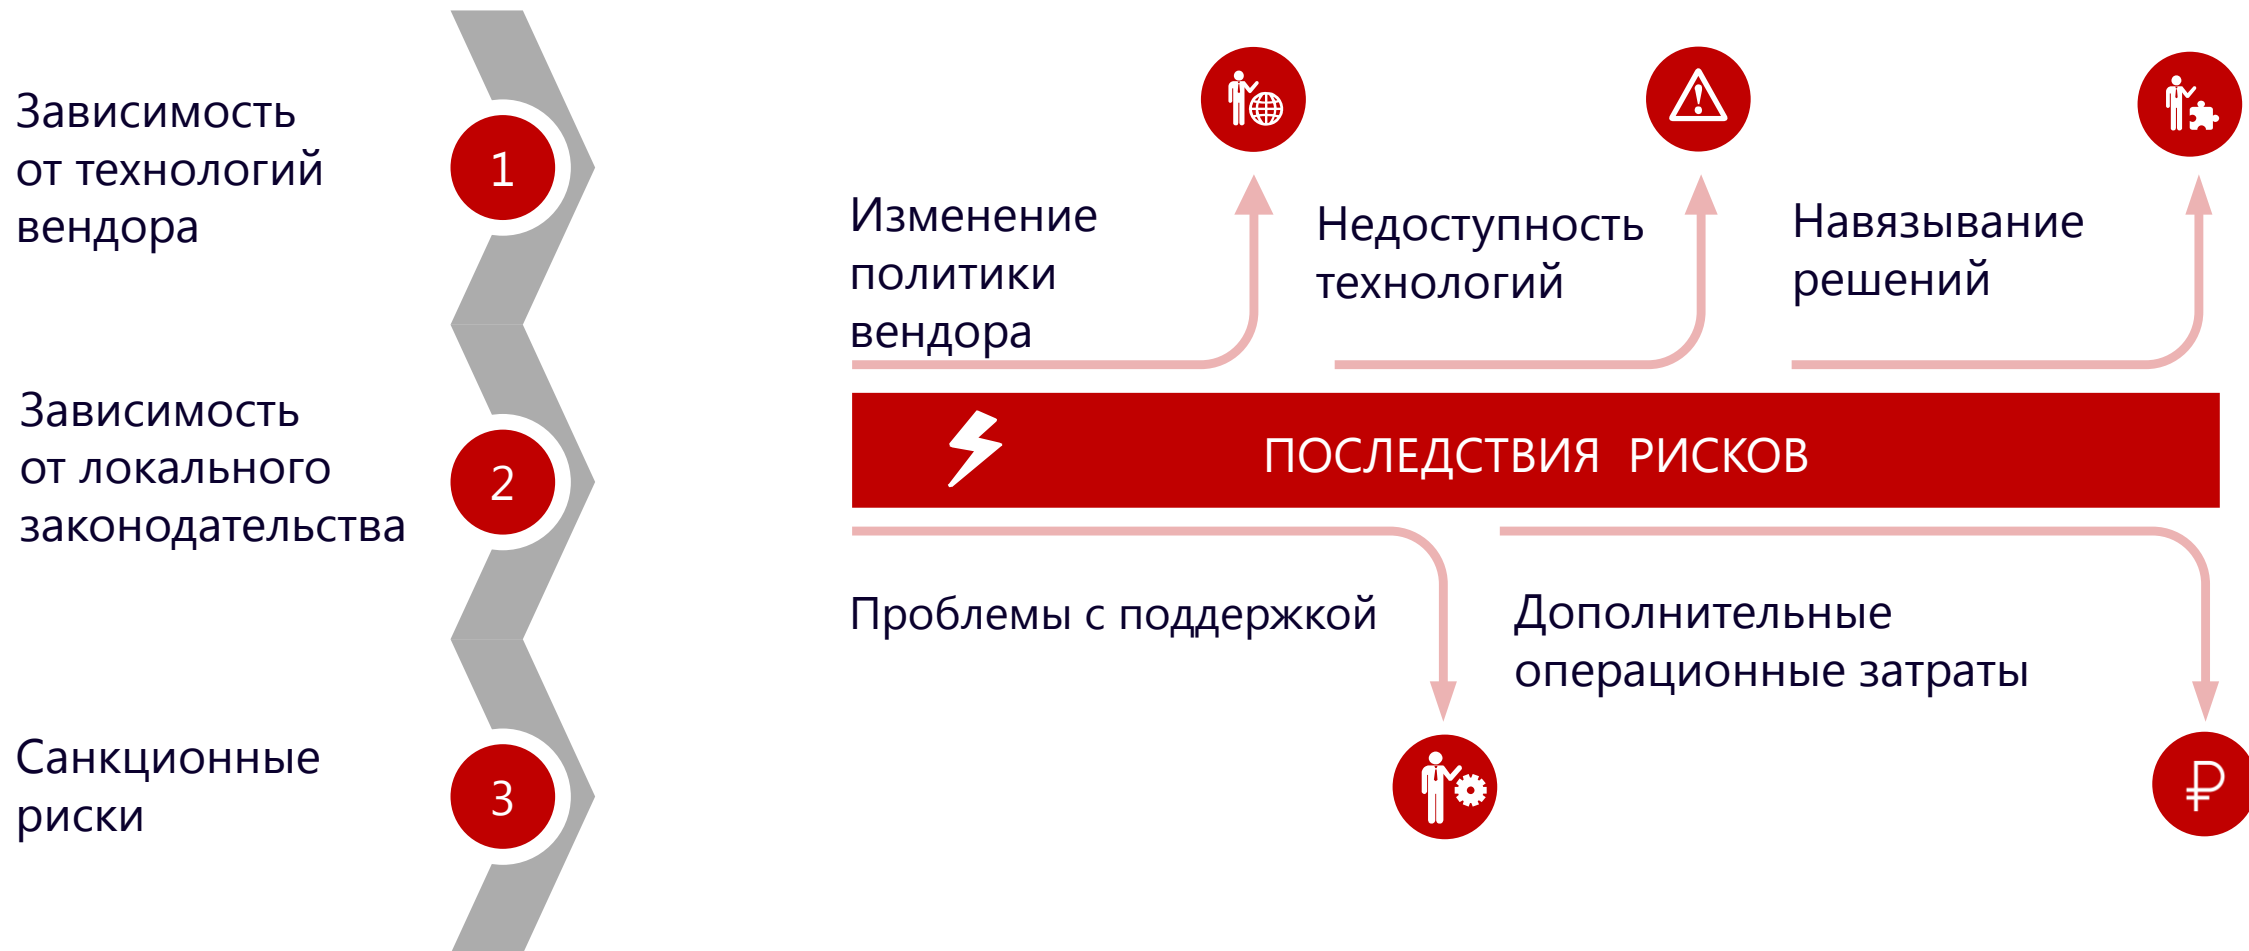 Зависимость
от технологий
вендора
1
Зависимость
от локального
законодательства
2
Санкционные
риски
3
Изменение
политики
вендора
Недоступность
технологий
Навязывание
решений
ПОСЛЕДСТВИЯ РИСКОВ
Проблемы с поддержкой
Дополнительные
операционные затраты
₽